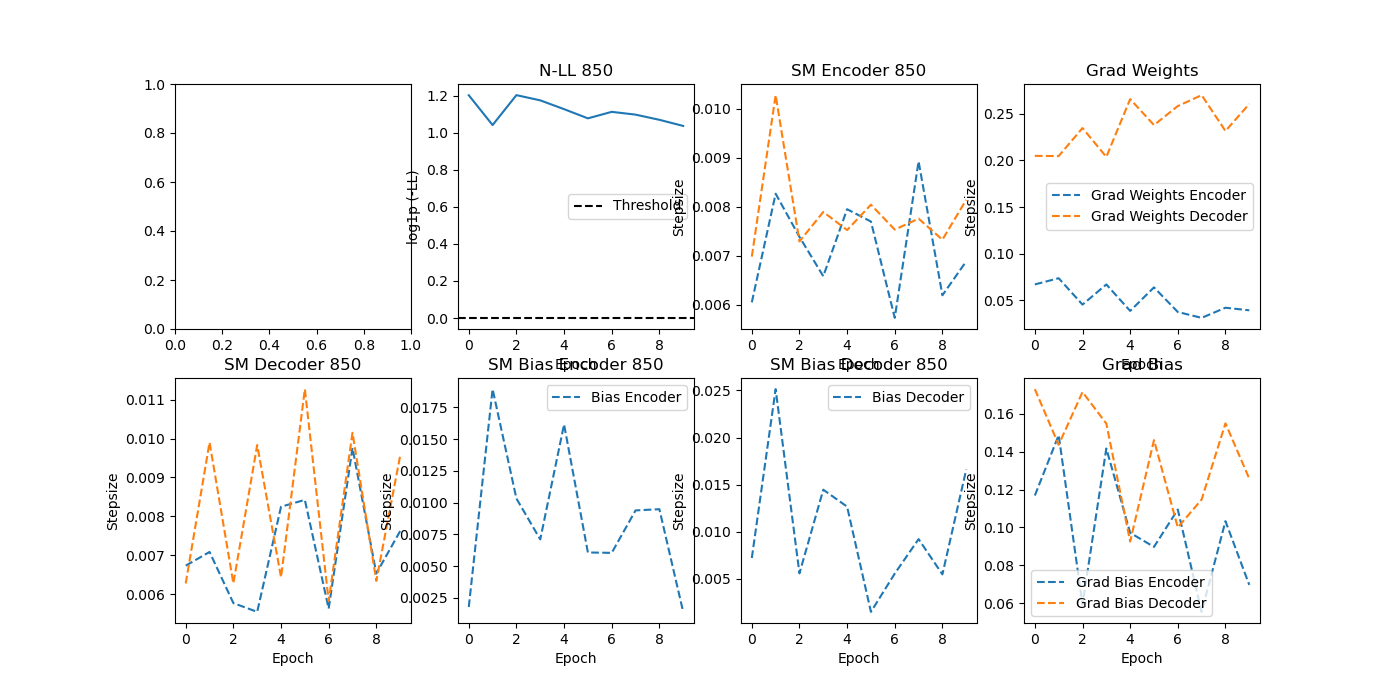 N-LL 850
SM Encoder 850
Grad Weights
1.0
0.8
0.6
0.4
0.2
0.0
0.0 0.2 0.4 0.6 0.8 1.0
log1p (-LL)
1.2
1.0
0.8
0.6
0.4
0.2
0.0
Threshold
0 2 4 6 8
Epoch
Stepsize
0.010
0.009
0.008
0.007
0.006
0 2 4 6 8
Epoch
Stepsize
0.25
0.20
0.15
0.10
0.05
Grad Weights Encoder
Grad Weights Decoder
0 2 4 6 8
Epoch
SM Decoder 850
SM Bias Encoder 850
SM Bias Decoder 850
Grad Bias
Stepsize
0.011
0.010
0.009
0.008
0.007
0.006
0 2 4 6 8
Epoch
Stepsize
0.0175
0.0150
0.0125
0.0100
0.0075
0.0050
0.0025
Bias Encoder
0 2 4 6 8
Epoch
Stepsize
0.025
0.020
0.015
0.010
0.005
Bias Decoder
0 2 4 6 8
Epoch
Stepsize
0.16
0.14
0.12
0.10
0.08
0.06
Grad Bias Encoder
Grad Bias Decoder
0 2 4 6 8
Epoch